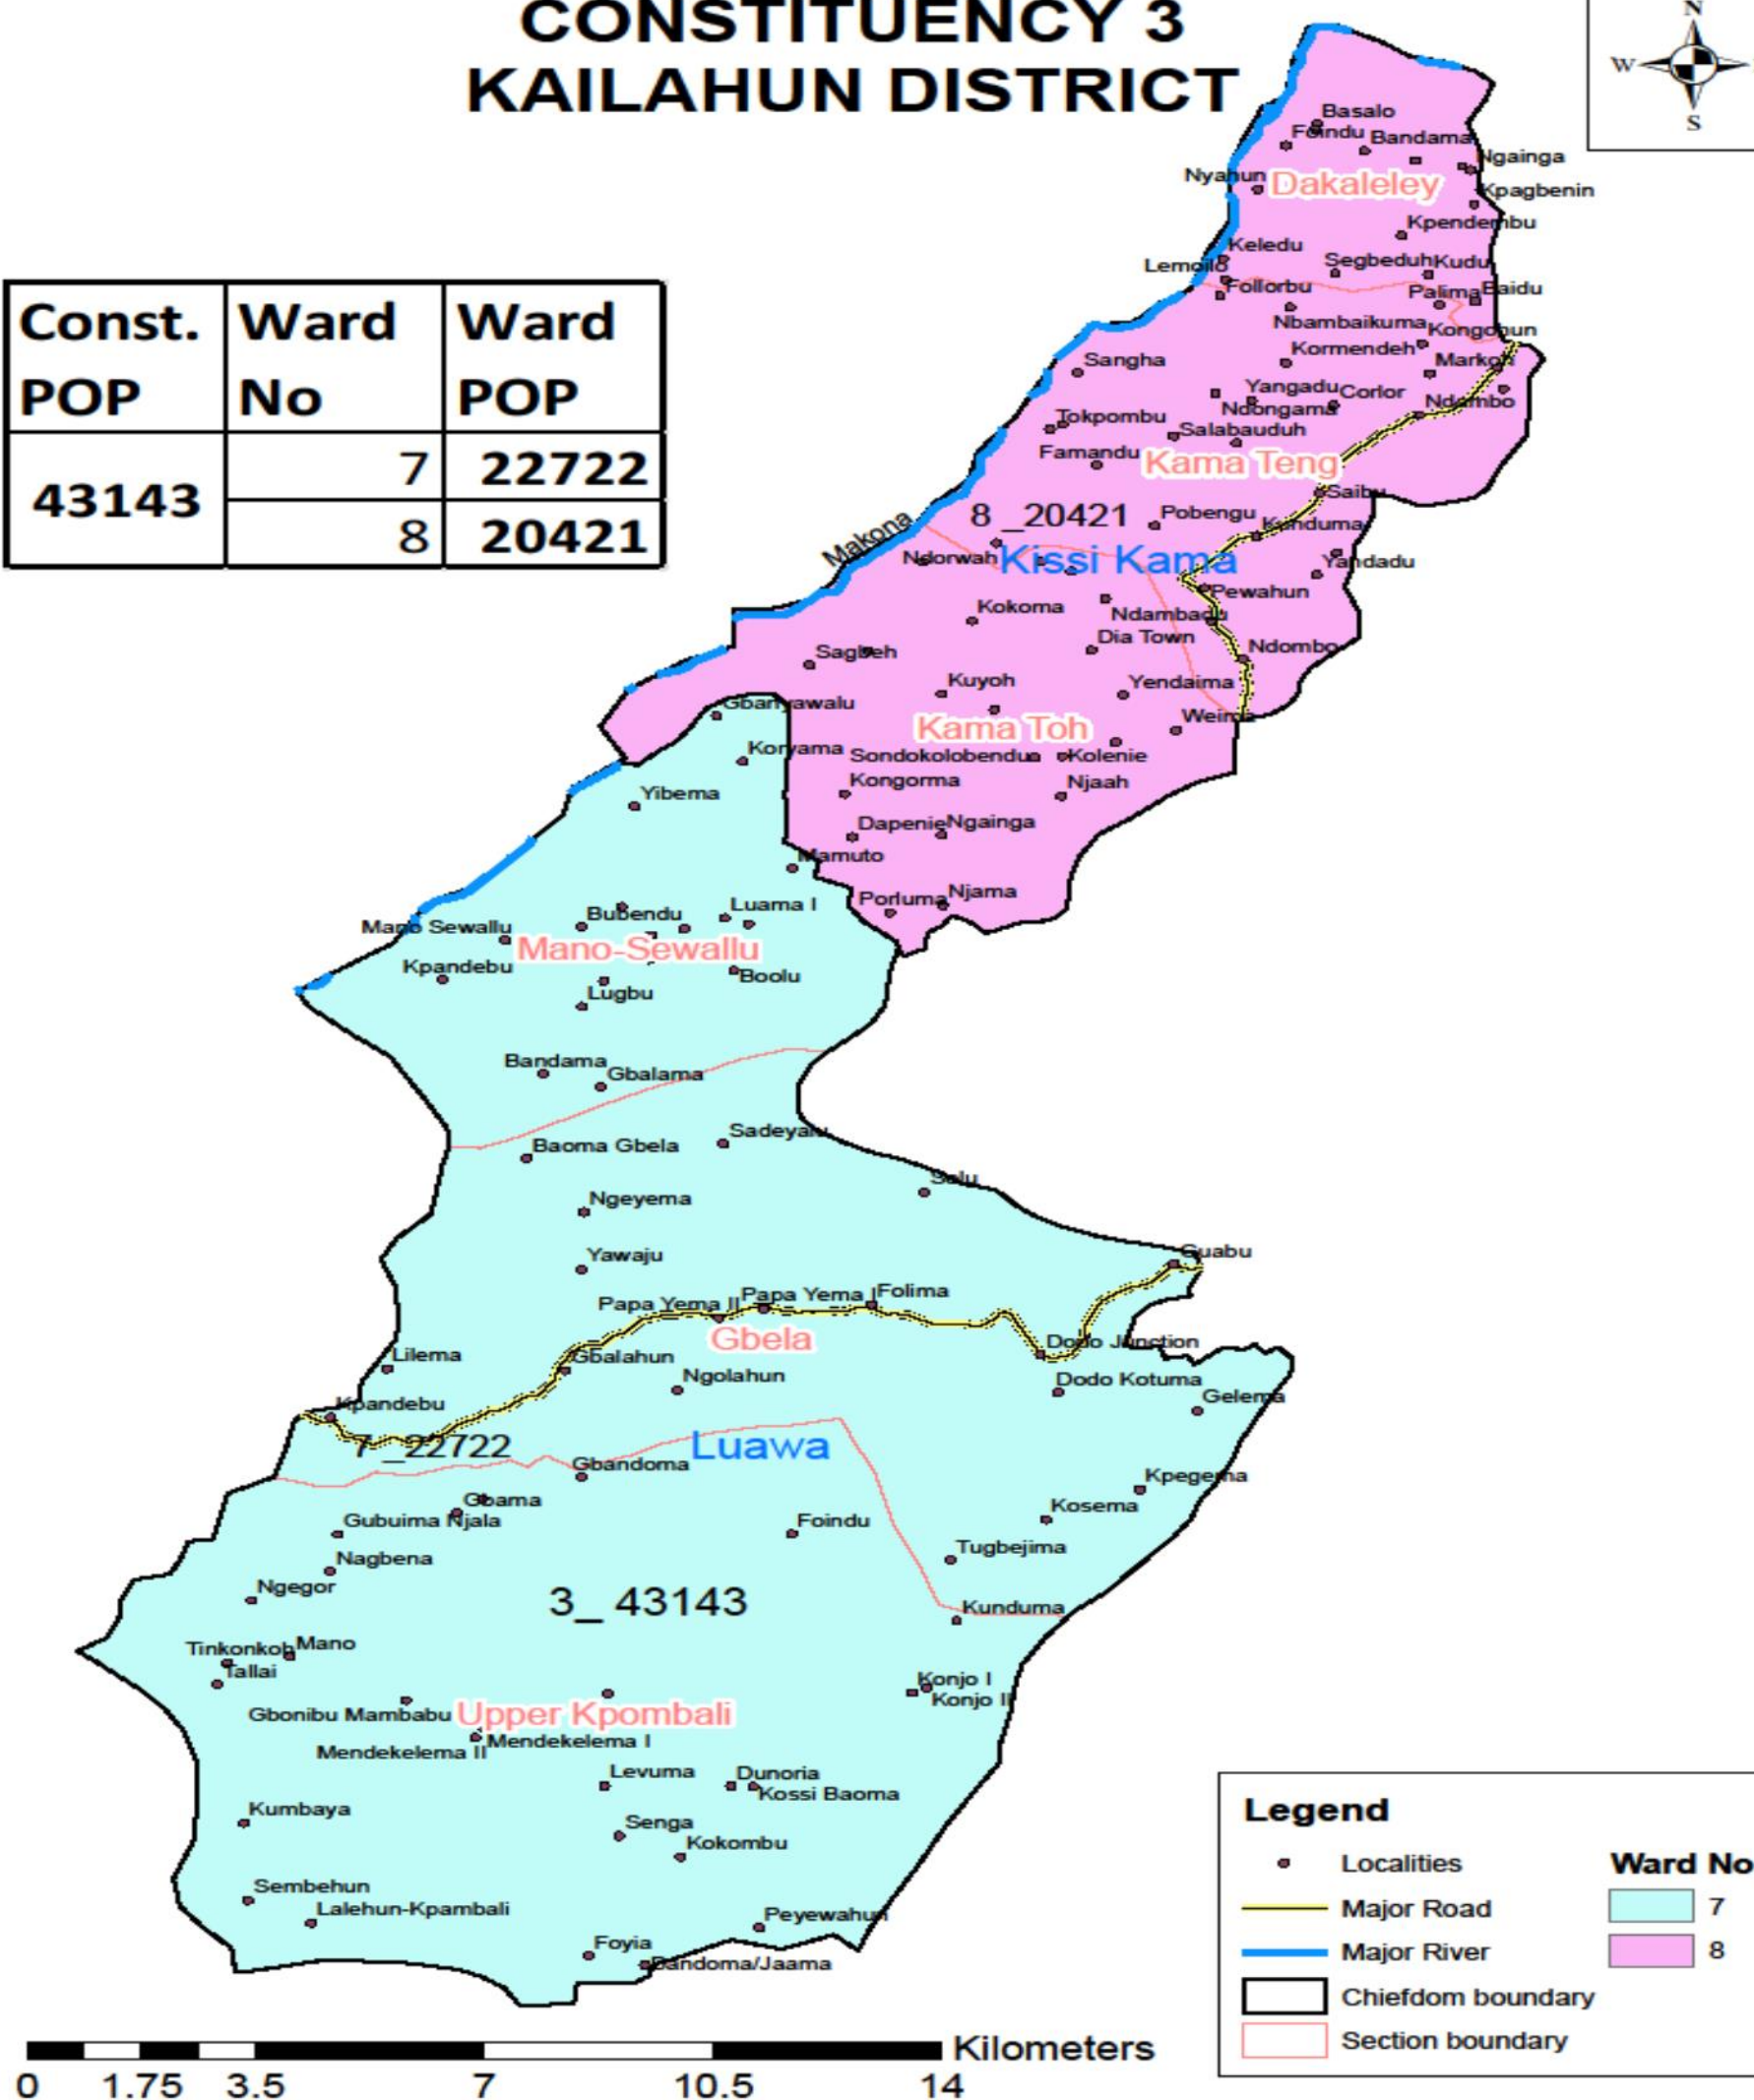 CONSTITUENCY 3
KAILAHUN DISTRICT
N
W
S
Const. POP
Ward No
Ward POP
43143
7
22722
8
20421
Basalo
Foindu
Bandama
Ngainga
Nyahun
Dakaleley
Kpagbenin
Kpendembu
Keledu
Lemoilo
Segbeduh
Kudu
Follorbu
Palima
Baidu
Nbambaikuma
Kongohun
Kormendeh
Markoh
Sangha
Yangadu
Corlor
Ndambo
Ndongama
Tokpombu
Salabauduh
Famandu
Kama Teng
Saibu
8 _20421
Pobengu
Kunduma
Makona
Ndorwah
Kissi Kama
Yandadu
Pewahun
Kokoma
Ndambadu
Dia Town
Ndombo
Sagbeh
Kuyoh
Yendaima
Gbanyawalu
Kama Toh
Weima
Koryama
Sondokolobendu
Kolenie
Yibema
Kongorma
Njaah
Dapenie
Ngainga
Mamuto
Porluma
Njama
Luama I
Bubendu
Mano Sewallu
Mano-Sewallu
Kpandebu
Boolu
Lugbu
Bandama
Gbalama
Baoma Gbela
Sadeyalu
Salu
Ngeyema
Yawaju
Guabu
Papa Yema II
Papa Yema I
Folima
Gbela
Dodo Junction
Lilema
Gbalahun
Ngolahun
Dodo Kotuma
Gelema
Kpandebu
7 _22722
Luawa
Gbandoma
Kpegema
Gbama
Kosema
Gubuima Njala
Foindu
Nagbena
Tugbejima
Ngegor
3_ 43143
Kunduma
Tinkonkoh
Mano
Tallai
Konjo I
Konjo II
Gbonibu Mambabu
Upper Kpombali
Mendekelema I
Mendekelema II
Levuma
Dunoria
Kossi Baoma
Kumbaya
Senga
Kokombu
Sembehun
Lalehun-Kpambali
Peyewahun
Foyia
Bandoma/Jaama
Legend
Localities
Major Road
Major River
Chiefdom boundary
Section boundary
Ward No
7
8
Kilometers
0 1.75 3.5 7 10.5 14